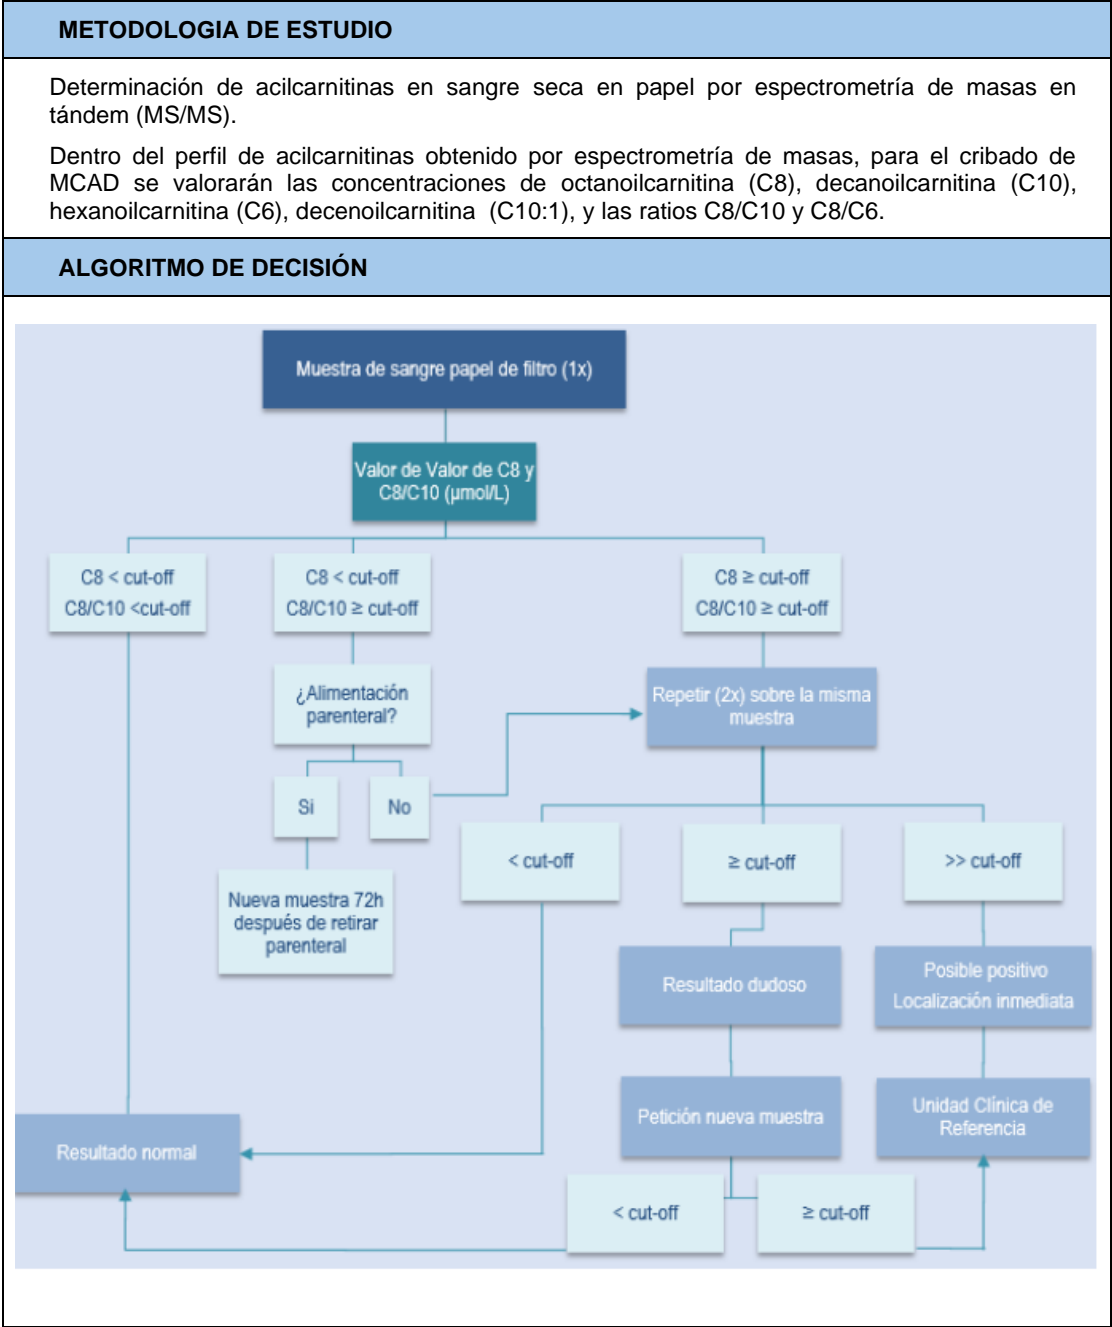 METODOLOGIA DE ESTUDIO
Determinación de acilcarnitinas en sangre seca en papel por espectrometría de masas en
tándem (MS/MS).
Dentro del perfil de acilcarnitinas obtenido por espectrometría de masas, para el cribado de
MCAD se valorarán las concentraciones de octanoilcarnitina (C8), decanoilcarnitina (C10),
hexanoilcarnitina (C6), decenoilcarnitina (C10:1), y las ratios C8/C10 y C8/C6.
ALGORITMO DE DECISIÓN
Muestra de sangre papel de filtro (1x)
Valor de Valor de C8 y
C8/C10 (µmol/L)
C8 < cut-off
C8/C10 <cut-off
C8 < cut-off
C8/C10 ≥ cut-off
C8 ≥ cut-off
C8/C10 ≥ cut-off
¿Alimentación
parenteral?
Repetir (2x) sobre la misma
muestra
Si
No
< cut-off
≥ cut-off
>> cut-off
Nueva muestra 72h
después de retirar
parenteral
Resultado dudoso
Posible positivo
Localización inmediata
Petición nueva muestra
Unidad Clínica de
Referencia
Resultado normal
< cut-off
≥ cut-off